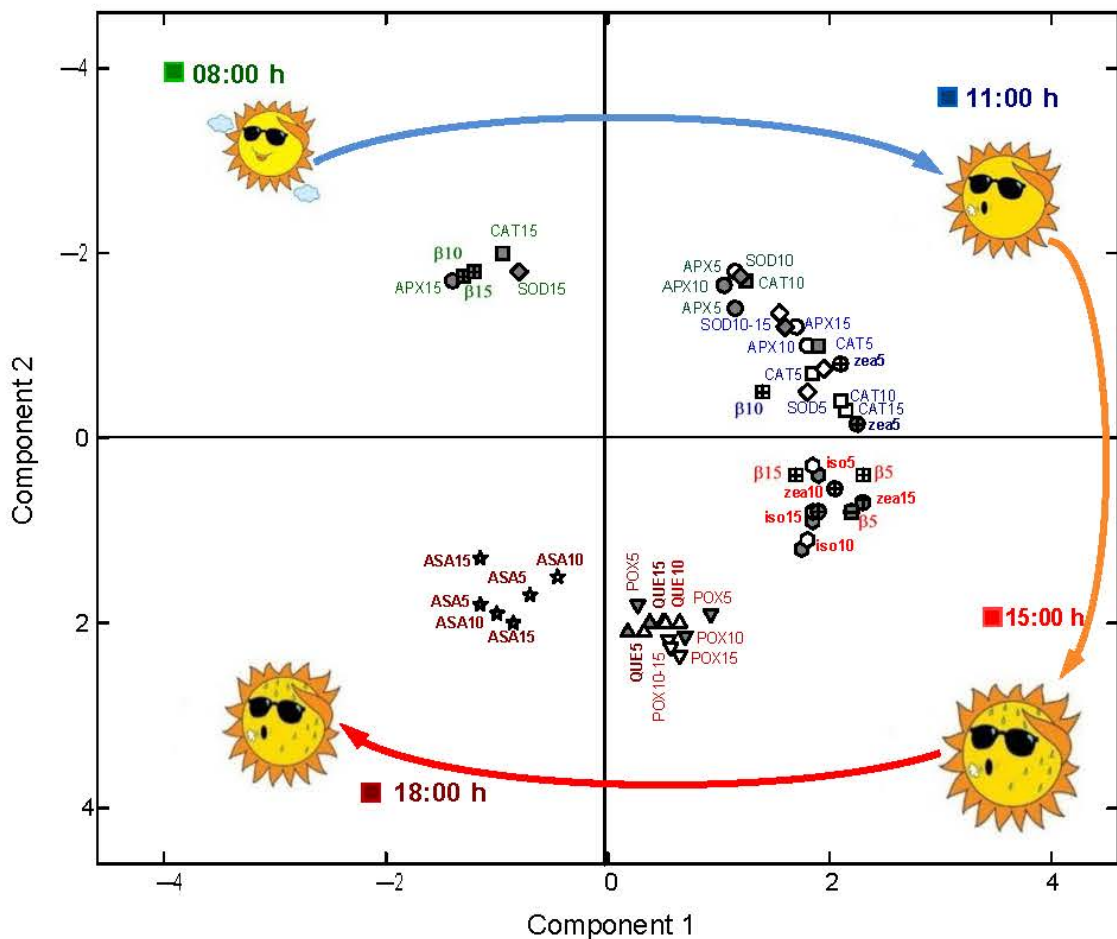 −4
08:00 h
11:00 h
−2
CAT15
β10
APX15
β15
SOD15
APX5
SOD10
APX10
CAT10
APX5
SOD10-15
APX15
APX10
CAT5
zea5
CAT5
β10
SOD5
CAT10
CAT15
zea5
0
Component 2
β15
iso5
β5
zea10
zea15
iso15
β5
iso10
ASA15
ASA10
ASA5
ASA5
ASA10
ASA15
POX5
QUE15
QUE10
POX5
2
POX10
QUE5
POX10-15
POX15
15:00 h
18:00 h
4
−4
−2
0
2
4
Component 1